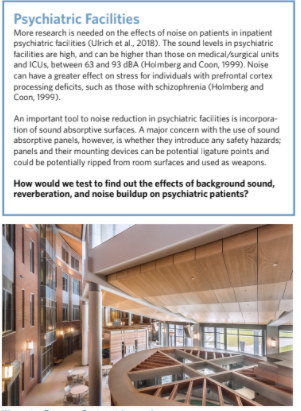 Psychiatric Facilities
More research is needed on the effects of noise on patients in inpatient
psychiatric facilities (Ulrich et al., 2018). The sound levels in psychiatric
facilities are high, and can be higher than those on medical/surgical units
and ICUs, between 63 and 93 dBA (Holmberg and Coon, 1999). Noise
can have a greater effect on stress for individuals with prefrontal cortex
processing deficits, such as those with schizophrenia (Holmberg and
Coon, 1999).
An important tool to noise reduction in psychiatric facilities is incorpora-
tion of sound absorptive surfaces. A major concern with the use of sound
absorptive panels, however, is whether they introduce any safety hazards;
panels and their mounting devices can be potential ligature points and
could be potentially ripped from room surfaces and used as weapons.
How would we test to find out the effects of background sound,
reverberation, and noise buildup on psychiatric patients?